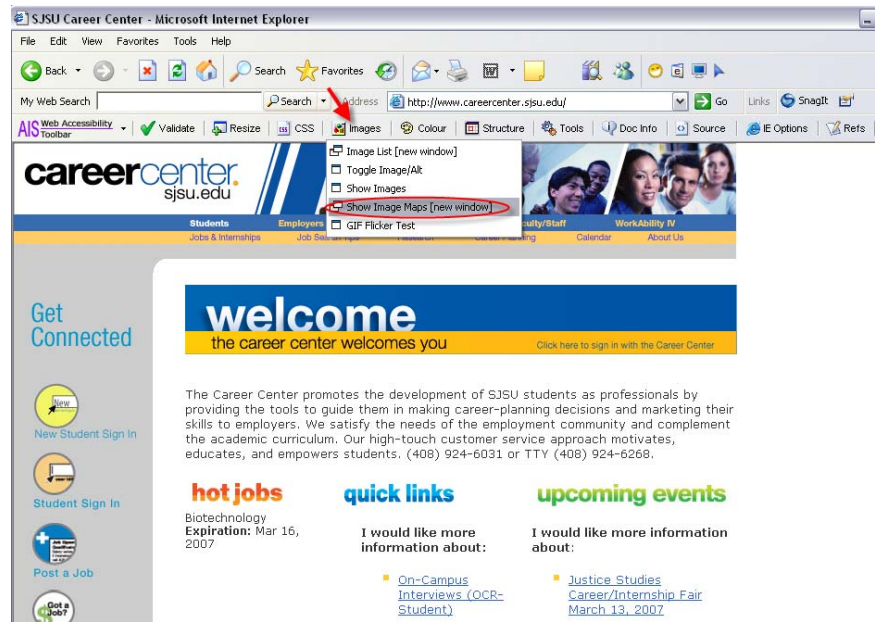 SJSU Career Center - Microsoft Internet Explorer
File Edit View Favorites Tools Help
Back Search Favorites
My Web Search Search Address http://www.careercenter.sjsu.edu/ Go Links SnagIt
AIS Web Accessibility Toolbar Validate Resize CSS Images Colour Structure Tools Doc Info Source IE Options Refs
Image List [new window]
Toggle Image/Alt
Show Images
Show Image Maps [new window]
GIF Flicker Test
careercenter.
sjsu.edu
Students Employers WorkAbility IV
Jobs & Internships Calendar About Us
Get
Connected
welcome
the career center welcomes you Click here to sign in with the Career Center
New
New Student Sign In
Student Sign In
Post a Job
Got a
Job?
The Career Center promotes the development of SJSU students as professionals by
providing the tools to guide them in making career-planning decisions and marketing their
skills to employers. We satisfy the needs of the employment community and complement
the academic curriculum. Our high-touch customer service approach motivates,
educates, and empowers students. (408) 924-6031 or TTY (408) 924-6268.
hot jobs
Biotechnology
Expiration: Mar 16,
2007
quick links
I would like more
information about:
On-Campus
Interviews (OCR-
Student)
upcoming events
I would like more information
about:
Justice Studies
Career/Internship Fair
March 13, 2007